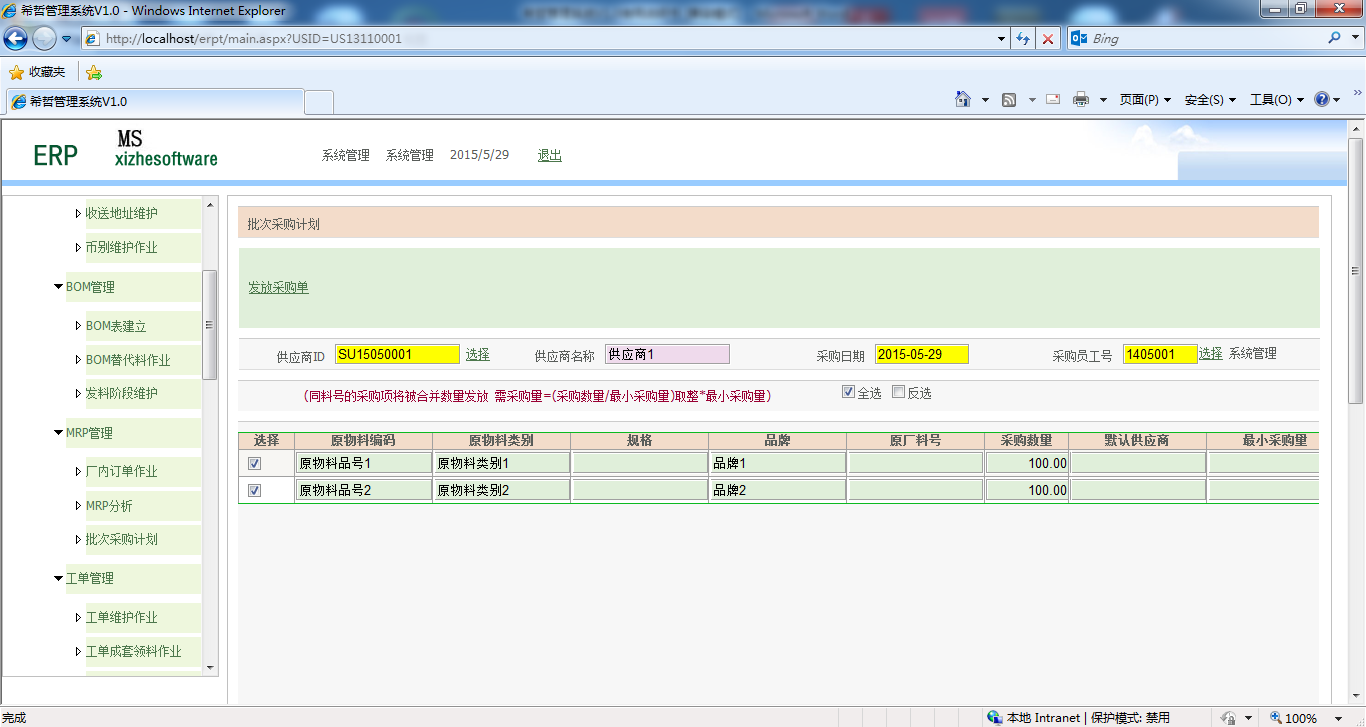 希哲管理系统V1.0 - Windows Internet Explorer
http://localhost/erpt/main.aspx?USID=US13110001
Bing
收藏夹
希哲管理系统V1.0
页面(P) 安全(S) 工具(O)
ERP MS
xizhesoftware
系统管理 系统管理 2015/5/29 退出
收送地址维护
币别维护作业
BOM管理
BOM表建立
BOM替代料作业
发料阶段维护
MRP管理
厂内订单作业
MRP分析
批次采购计划
工单管理
工单维护作业
工单成套领料作业
批次采购计划
发放采购单
供应商ID SU15050001 选择 供应商名称 供应商1 采购日期 2015-05-29 采购员工号 1405001 选择 系统管理
（同料号的采购项将被合并数量发放 需采购量=(采购数量/最小采购量)取整*最小采购量） 全选 反选
选择 原物料编码 原物料类别 规格 品牌 原厂料号 采购数量 默认供应商 最小采购量
原物料品号1 原物料类别1 品牌1 100.00
原物料品号2 原物料类别2 品牌2 100.00
完成 本地 Intranet | 保护模式: 禁用 100%